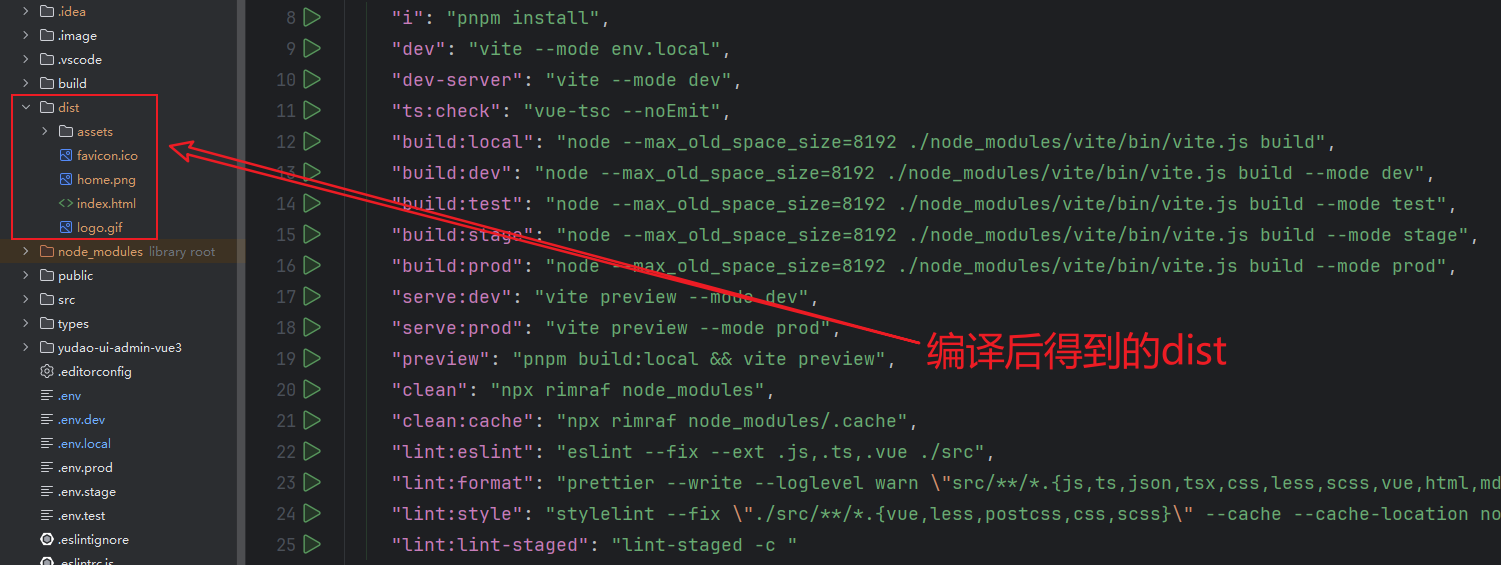 .idea
.image
.vscode
build
dist
assets
favicon.ico
home.png
index.html
logo.gif
node_modules library root
public
src
types
yudao-ui-admin-vue3
.editorconfig
.env
.env.dev
.env.local
.env.prod
.env.stage
.env.test
.eslintignore
.eslintrc.js
8 "i": "pnpm install",
9 "dev": "vite --mode env.local",
10 "dev-server": "vite --mode dev",
11 "ts:check": "vue-tsc --noEmit",
12 "build:local": "node --max_old_space_size=8192 ./node_modules/vite/bin/vite.js build",
13 "build:dev": "node --max_old_space_size=8192 ./node_modules/vite/bin/vite.js build --mode dev",
14 "build:test": "node --max_old_space_size=8192 ./node_modules/vite/bin/vite.js build --mode test",
15 "build:stage": "node --max_old_space_size=8192 ./node_modules/vite/bin/vite.js build --mode stage",
16 "build:prod": "node --max_old_space_size=8192 ./node_modules/vite/bin/vite.js build --mode prod",
17 "serve:dev": "vite preview --mode dev",
18 "serve:prod": "vite preview --mode prod",
19 "preview": "pnpm build:local && vite preview",
20 "clean": "npx rimraf node_modules",
21 "clean:cache": "npx rimraf node_modules/.cache",
22 "lint:eslint": "eslint --fix --ext .js,.ts,.vue ./src",
23 "lint:format": "prettier --write --loglevel warn \"src/**/*.{js,ts,json,tsx,css,less,scss,vue,html,md
24 "lint:style": "stylelint --fix \"./src/**/*.{vue,less,postcss,css,scss}\" --cache --cache-location no
25 "lint:lint-staged": "lint-staged -c "
编译后得到的dist